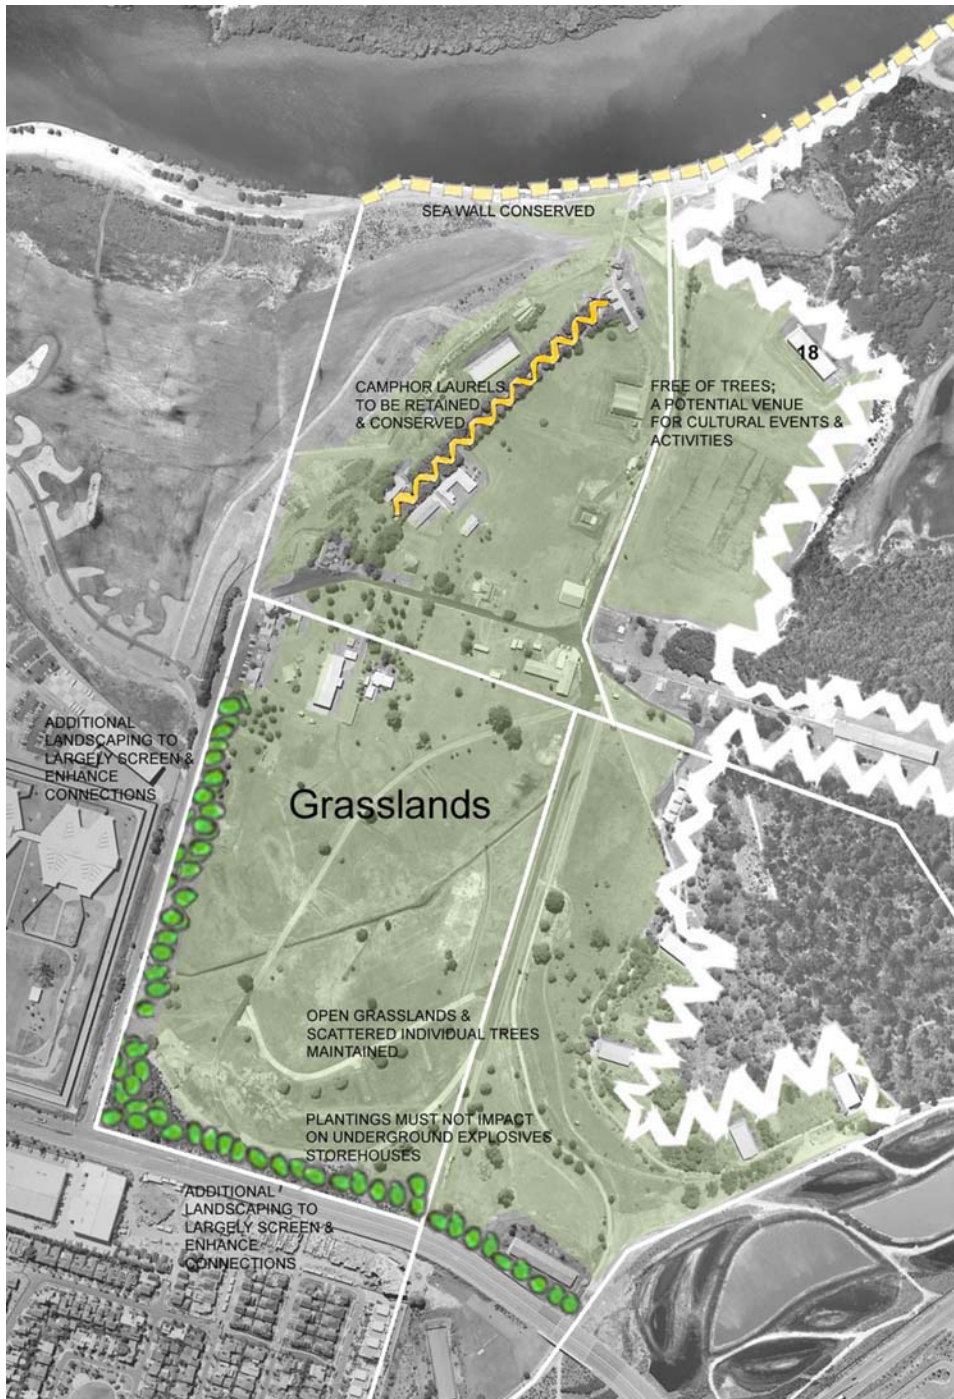 SEA WALL CONSERVED
18
CAMPHOR LAURELS
TO BE RETAINED
& CONSERVED
FREE OF TREES;
A POTENTIAL VENUE
FOR CULTURAL EVENTS &
ACTIVITIES
ADDITIONAL
LANDSCAPING TO
LARGELY SCREEN &
ENHANCE
CONNECTIONS
Grasslands
OPEN GRASSLANDS &
SCATTERED INDIVIDUAL TREES
MAINTAINED
PLANTINGS MUST NOT IMPACT
ON UNDERGROUND EXPLOSIVES
STOREHOUSES
ADDITIONAL
LANDSCAPING TO
LARGELY SCREEN &
ENHANCE
CONNECTIONS